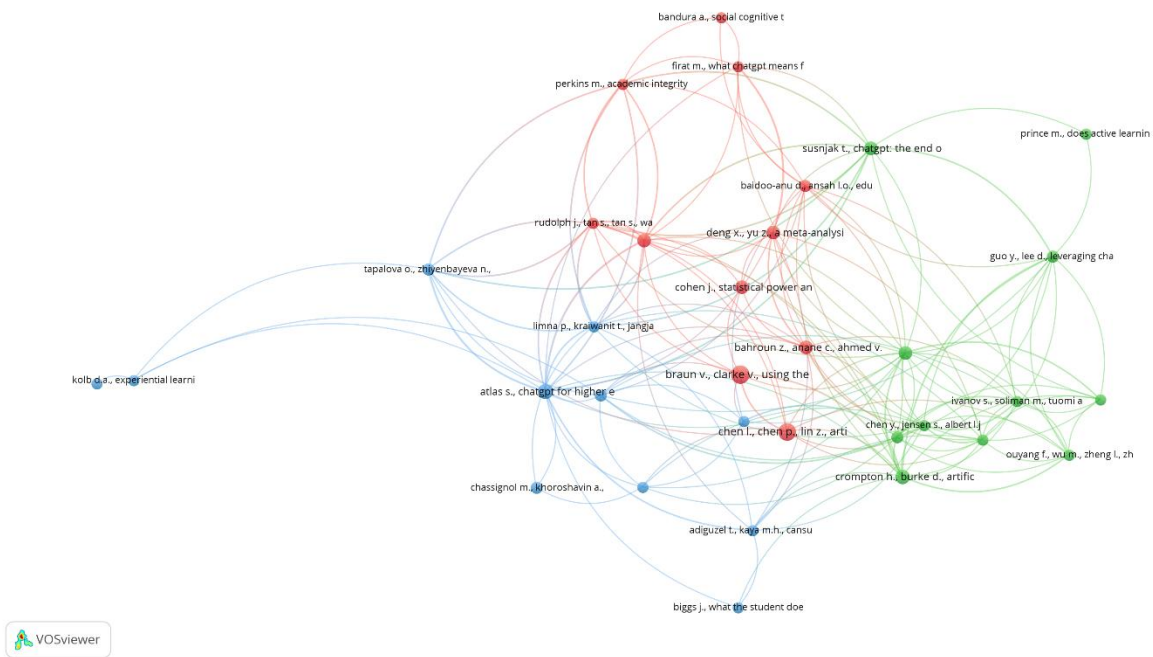 bandura a., social cognitive t
firat m., what chatgpt means f
perkins m., academic integrity
prince m., does active learnin
susnjak t., chatgpt: the end o
baidoo-anu d., ansah l.o., edu
rudolph j., tan s., tan s., wa
deng x., yu z., a meta-analysi
guo y., lee d., leveraging cha
tapalova o., zhiyenbayeva n.,
cohen j., statistical power an
limna p., kraiwanit t., jangja
bahroun z., anane c., ahmed v.
braun v., clarke v., using the
kolb d.a., experiential learni
atlas s., chatgpt for higher e
ivanov s., soliman m., tuomi a
chen y., jensen s., albert l.j
chen l., chen p., lin z., arti
ouyang f., wu m., zheng l., zh
crompton h., burke d., artific
chassignol m., khoroshavin a.,
adiguzel t., kaya m.h., cansu
biggs j., what the student doe
VOSviewer